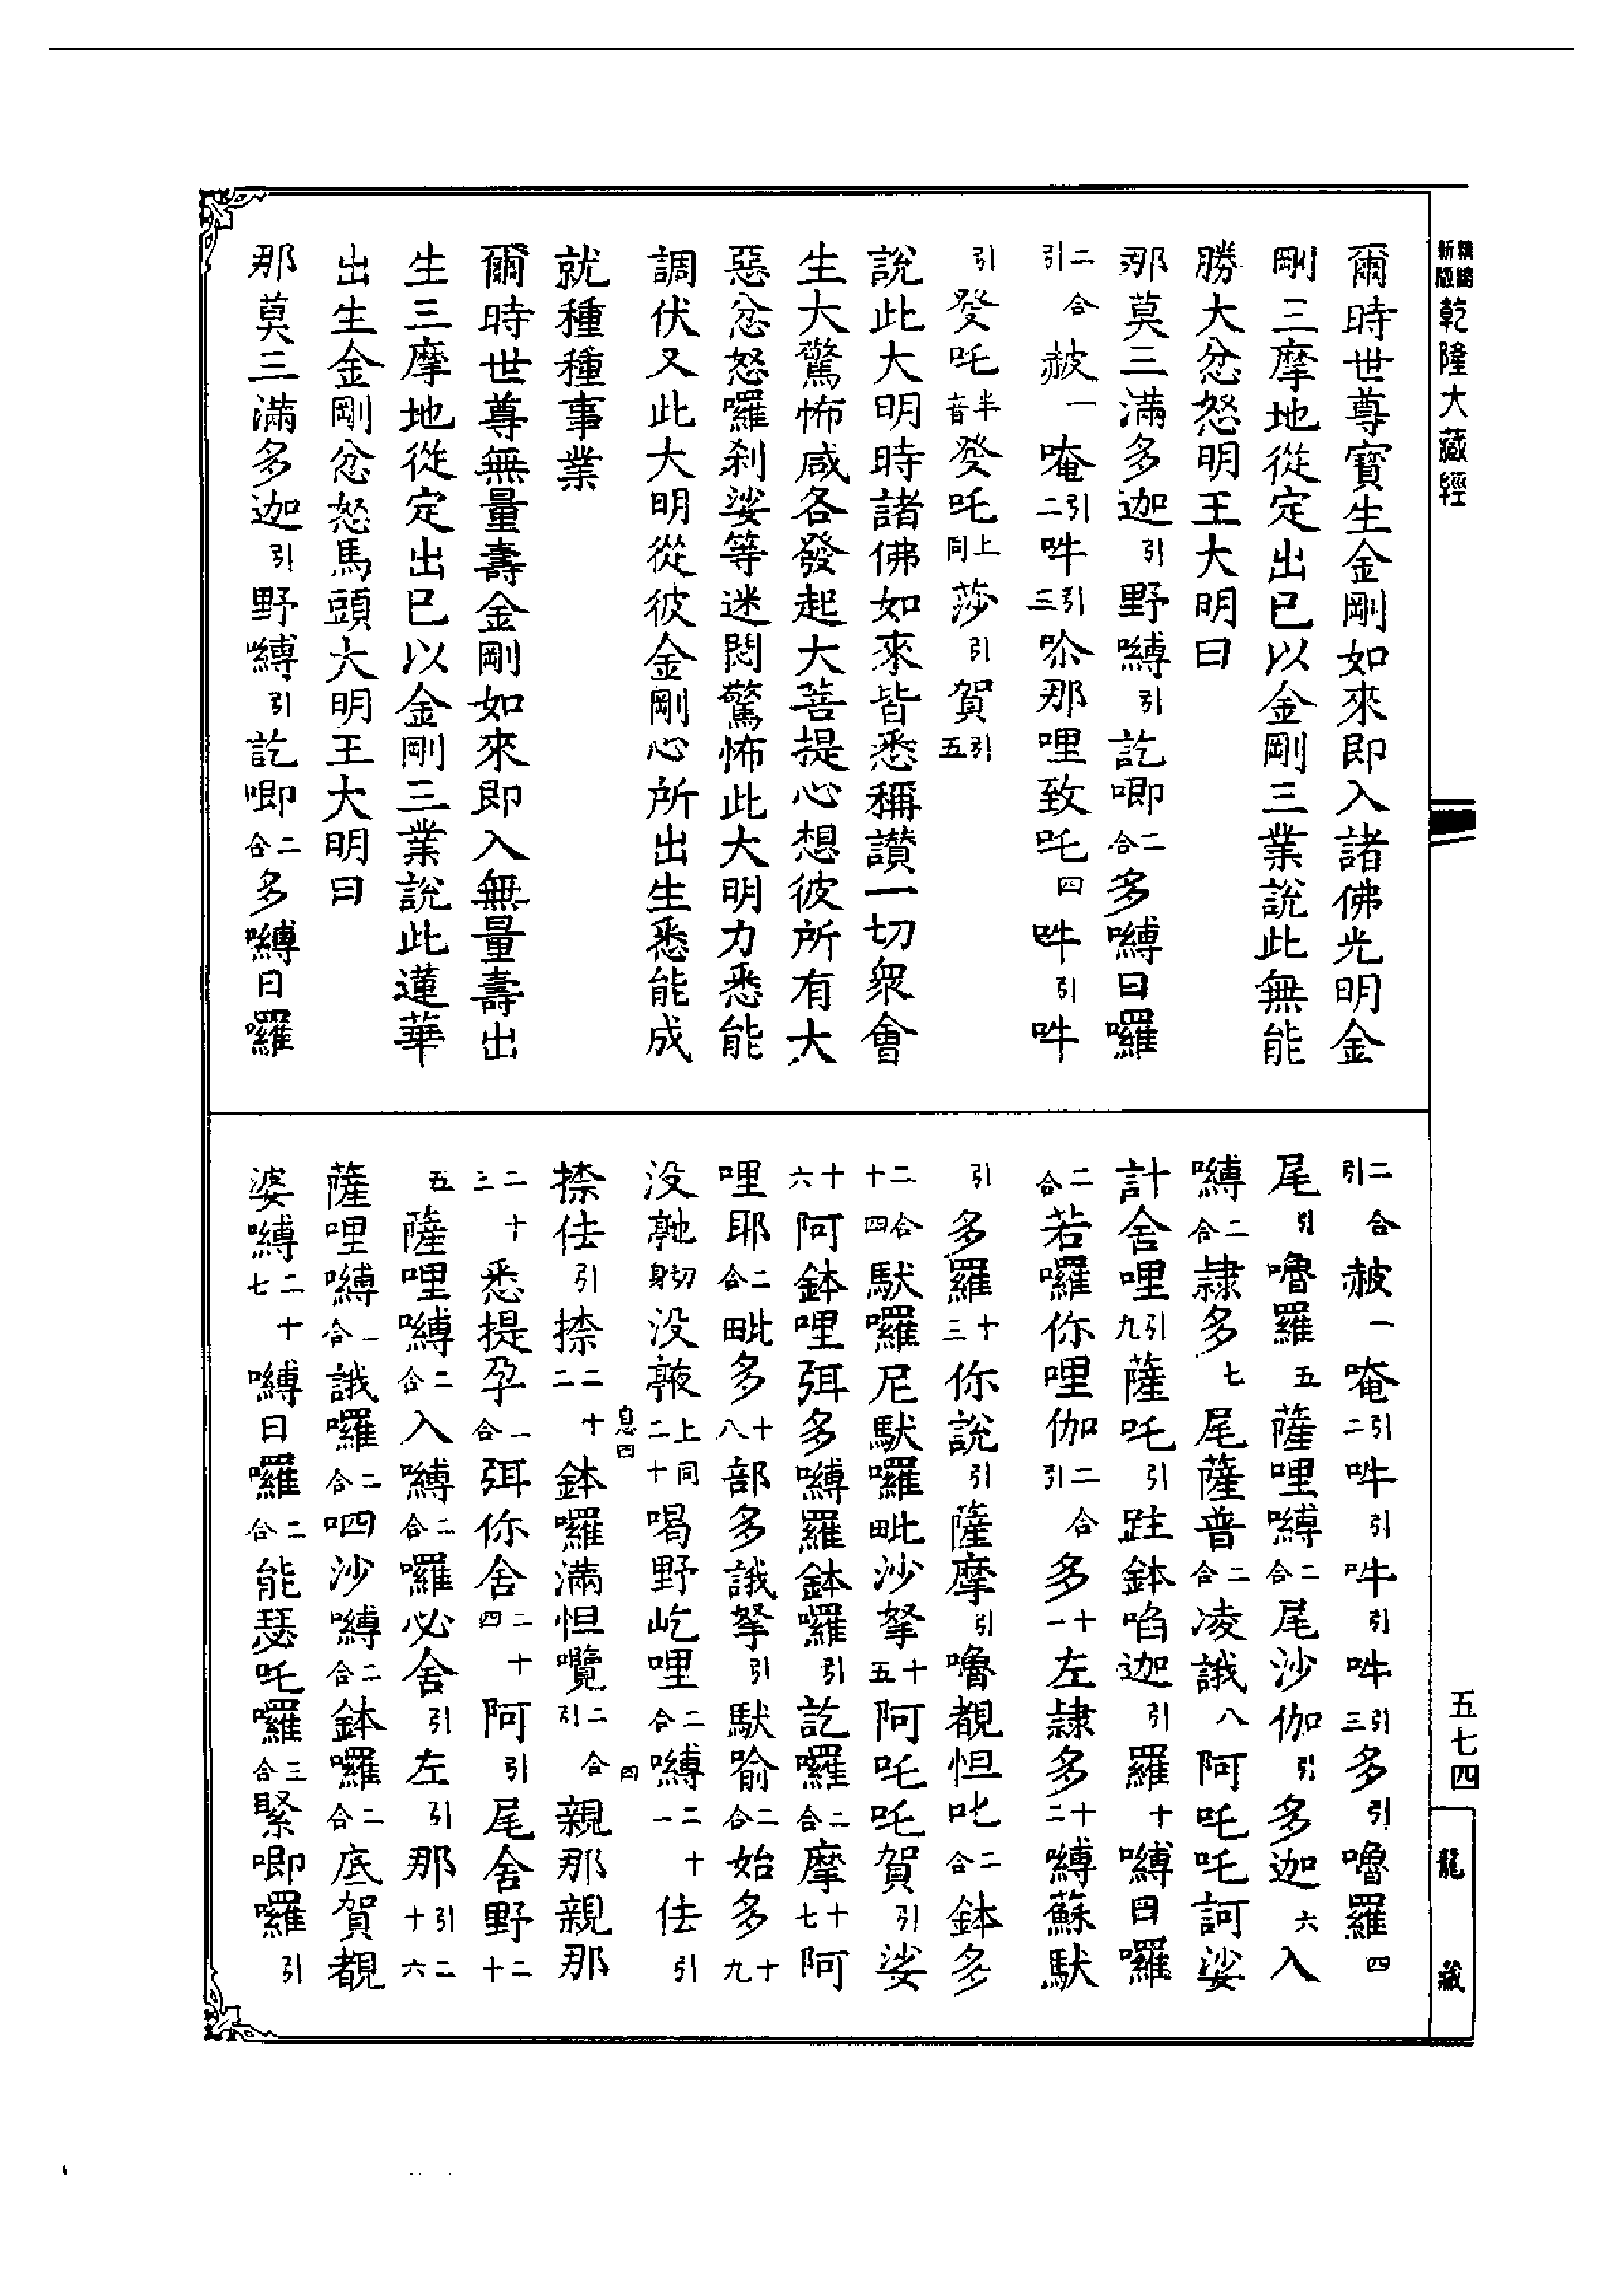 精縮新版乾隆大藏經
爾時世尊寶生金剛如來即入諸佛光明金
剛三摩地從定出已以金剛三業說此無能
勝大忿怒明王大明曰
那莫三滿多迦引野嚩引訖唧二合多嚩日囉
二合引赧一唵引二吽引三哜那哩致吒四吽引吽
引癹吒半音癹吒上同莎引賀引五
說此大明時諸佛如來皆悉稱讚一切眾會
生大驚怖咸各發起大菩提心想彼所有大
惡忿怒囉剎娑等迷悶驚怖此大明力悉能
調伏又此大明從彼金剛心所出生悉能成
就種種事業
爾時世尊無量壽金剛如來即入無量壽出
生三摩地從定出已以金剛三業說此蓮華
出生金剛忿怒馬頭大明王大明曰
那莫三滿多迦引野嚩引訖唧二合多嚩日囉
二合引赧一唵引二吽引吽引吽引三多引嚕羅四
尾引嚕羅五薩哩嚩二合尾沙伽引多迦六入
嚩二合隷多七尾薩普二合凌誐八阿吒吒訶娑
計舍哩引九薩吒引跓鉢啗迦引羅十嚩日囉
二合若囉你哩伽二合引多十一左隷多十二嚩蘇馱
引多羅十三你說引薩摩引嚕覩怛叱二合鉢多
二合十四馱囉尼馱囉毗沙拏十五阿吒吒賀引娑
十六阿鉢哩弭多嚩羅鉢囉引訖囉二合摩十七阿
哩耶二合毗多十八部多誐拏引馱喻二合始多十九
没𭈹切身没𭈹上同二十喝野屹哩二合嚩二十一佉引
捺佉引捺二十二鉢囉滿怛囕二合引親那親那
二十三悉提孕一合弭你舍二十四阿引尾舍野二十
五薩哩嚩二合入嚩二合囉必舍引左引那引二十六
薩哩嚩一合誐囉二合呬沙嚩二合鉢囉二合底賀覩
婆嚩二十七嚩日囉二合能瑟吒囉三合緊唧囉引
五七四
龍藏